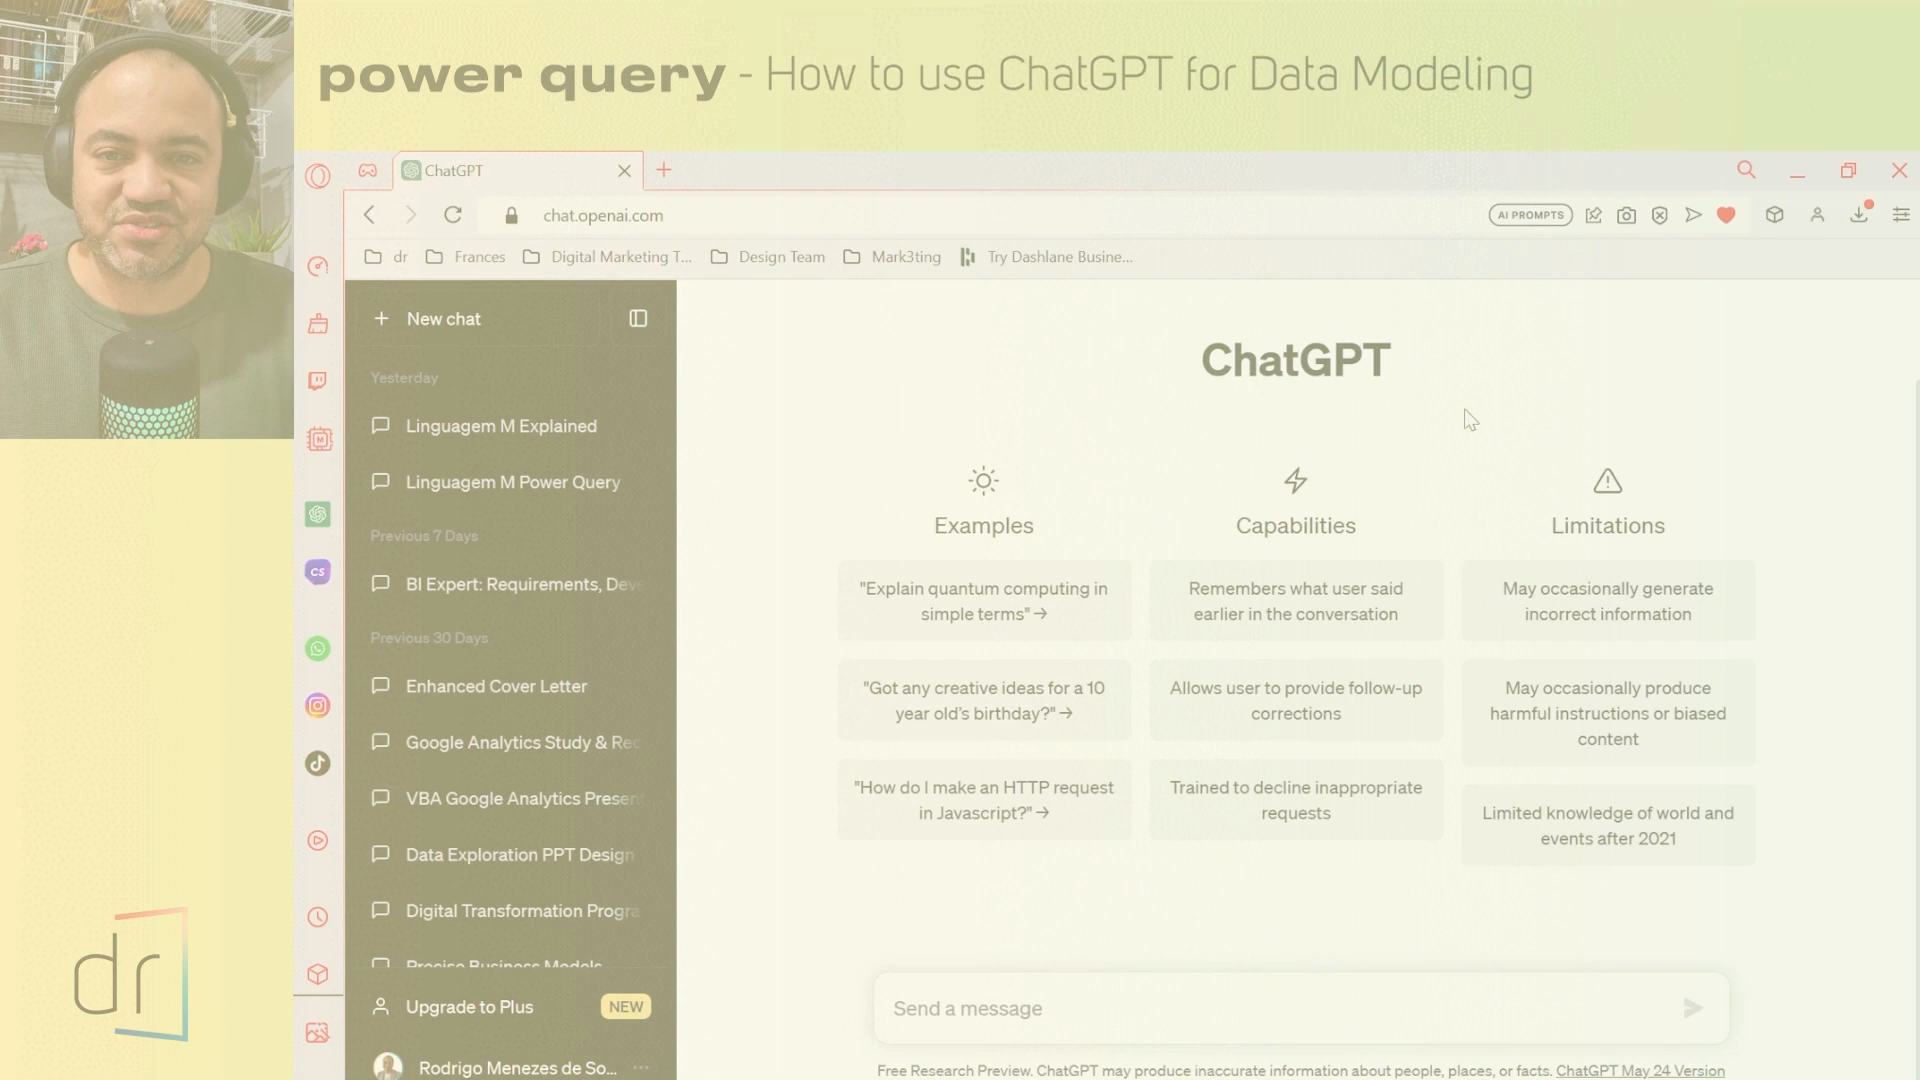 power query - How to use ChatGPT for Data Modeling
ChatGPT
chat.openai.com
AI PROMPTS
dr
Frances
Digital Marketing T...
Design Team
Mark3ting
Try Dashlane Busine...
New chat
Yesterday
Linguagem M Explained
Linguagem M Power Query
Previous 7 Days
BI Expert: Requirements, Deve
Previous 30 Days
Enhanced Cover Letter
Google Analytics Study & Rec
VBA Google Analytics Presen
Data Exploration PPT Design
Digital Transformation Progra
Precise Business Models
Upgrade to Plus
NEW
Rodrigo Menezes de So...
M
CS
ChatGPT
Examples
"Explain quantum computing in
simple terms" →
"Got any creative ideas for a 10
year old's birthday?" →
"How do I make an HTTP request
in Javascript?" →
Capabilities
Remembers what user said
earlier in the conversation
Allows user to provide follow-up
corrections
Trained to decline inappropriate
requests
Limitations
May occasionally generate
incorrect information
May occasionally produce
harmful instructions or biased
content
Limited knowledge of world and
events after 2021
Send a message
Free Research Preview. ChatGPT may produce inaccurate information about people, places, or facts. ChatGPT May 24 Version
dr